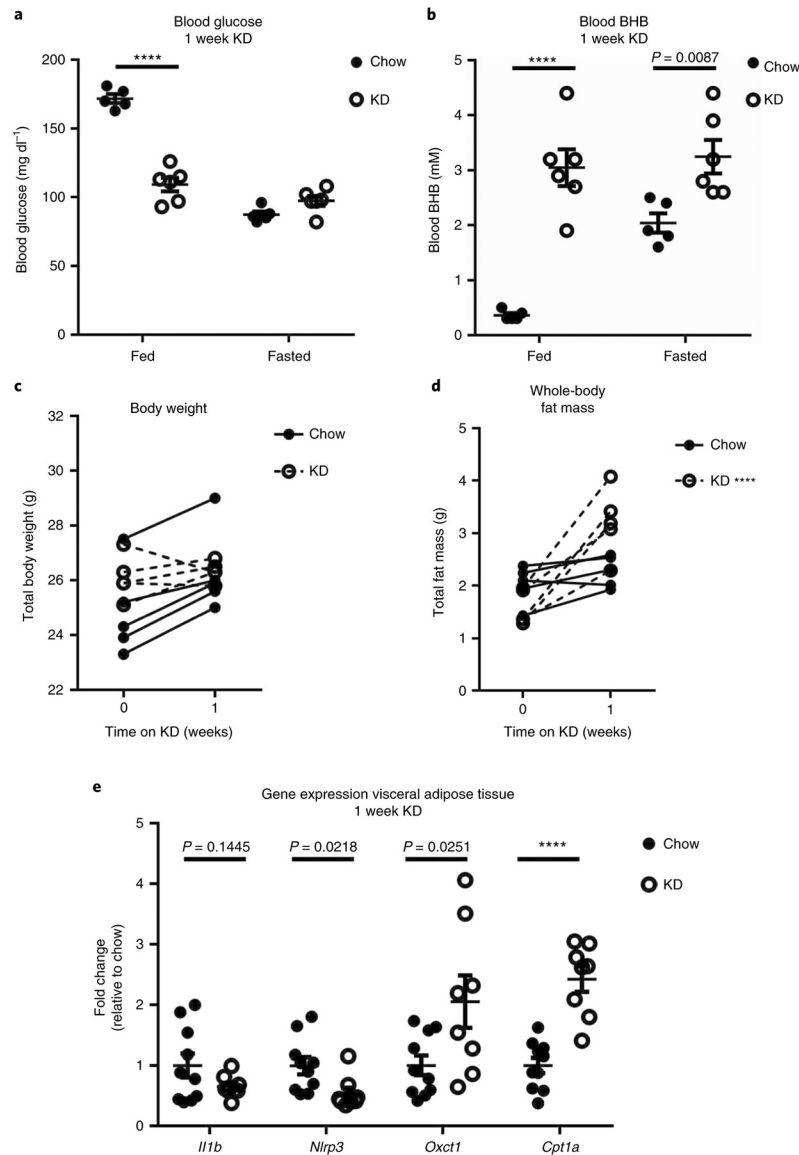 a
Blood glucose
1 week KD
200
150
100
50
0
Blood glucose (mg dl⁻¹)
****
Fed
Fasted
Chow
KD
b
Blood BHB
1 week KD
5
4
3
2
1
0
Blood BHB (mM)
****
P = 0.0087
Fed
Fasted
Chow
KD
c
Body weight
32
30
28
26
24
22
Total body weight (g)
0
1
Time on KD (weeks)
Chow
KD
d
Whole-body
fat mass
5
4
3
2
1
0
Total fat mass (g)
0
1
Time on KD (weeks)
Chow
KD ****
e
Gene expression visceral adipose tissue
1 week KD
5
4
3
2
1
0
Fold change
(relative to chow)
P = 0.1445
P = 0.0218
P = 0.0251
****
Il1b
Nlrp3
Oxct1
Cpt1a
Chow
KD